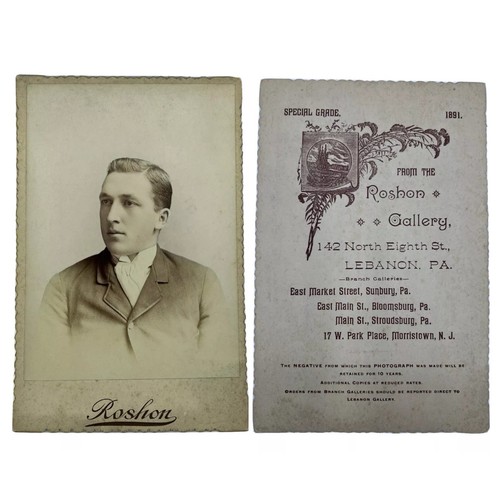 Roshon
SPECIAL GRADE. 1891.
FROM THE
Roshon
Gallery,
142 North Eighth St.,
LEBANON, PA.
—Branch Galleries—
East Market Street, Sunbury, Pa.
East Main St., Bloomsburg, Pa.
Main St., Stroudsburg, Pa.
17 W. Park Place, Morristown, N. J.
THE NEGATIVE FROM WHICH THIS PHOTOGRAPH WAS MADE WILL BE
RETAINED FOR 10 YEARS.
ADDITIONAL COPIES AT REDUCED RATES.
ORDERS FROM BRANCH GALLERIES SHOULD BE REPORTED DIRECT TO
LEBANON GALLERY.